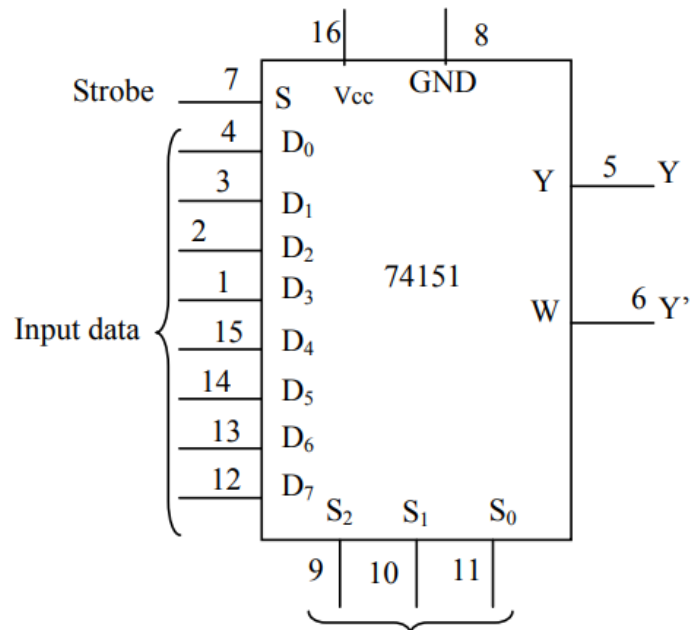 16 8
7 Vcc GND
Strobe S
4 D₀
3 D₁ Y 5 Y
2 D₂
1 D₃ 74151
Input data W 6 Y’
15 D₄
14 D₅
13 D₆
12 D₇
S₂ S₁ S₀
9 10 11